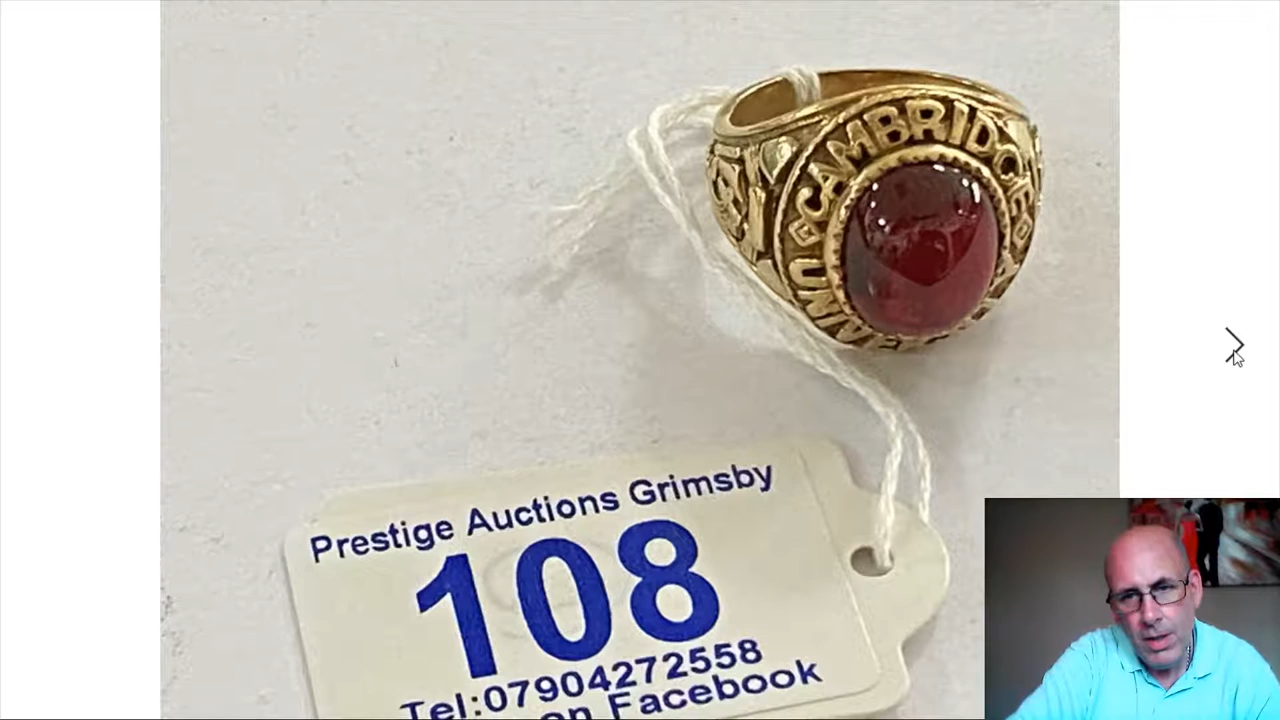 CAMBRIDGE
Prestige Auctions Grimsby
108
Tel:07904272558
on Facebook